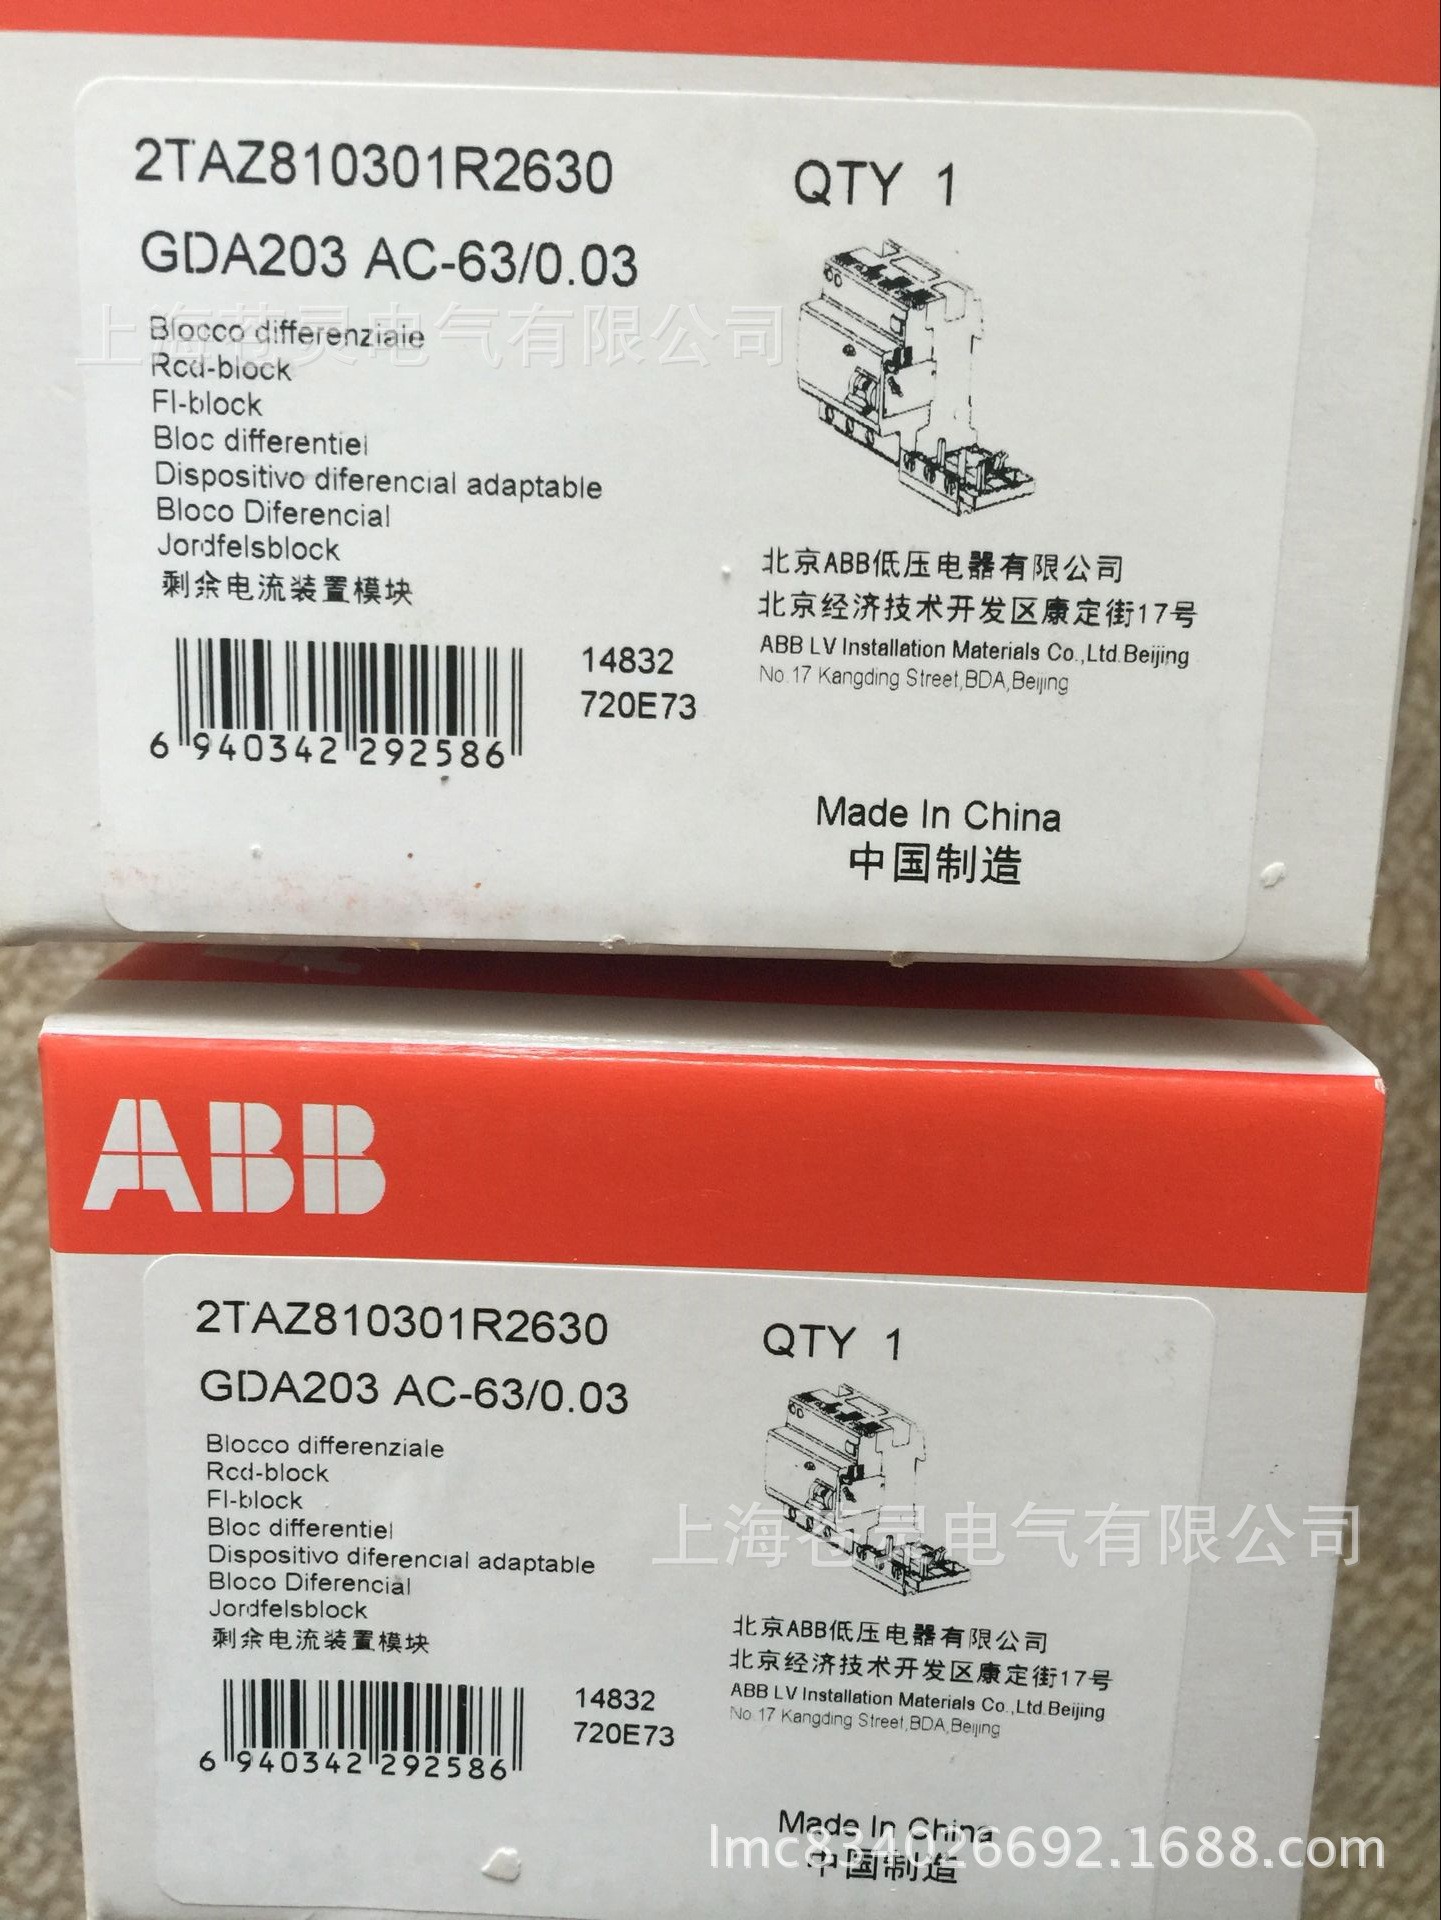 2TAZ810301R2630
QTY 1
GDA203 AC-63/0.03
Blocco differenziale
Rcd-block
FI-block
Bloc differentiel
Dispositivo diferencial adaptable
Bloco Diferencial
Jordfelsblock
剩余电流装置模块
6 940342 292586
14832
720E73
北京ABB低压电器有限公司
北京经济技术开发区康定街17号
ABB LV Installation Materials Co.,Ltd.Beijing
No.17 Kangding Street,BDA,Beijing
Made In China
中国制造
上海茗灵电气有限公司
ABB
2TAZ810301R2630
QTY 1
GDA203 AC-63/0.03
Blocco differenziale
Rcd-block
FI-block
Bloc differentiel
Dispositivo diferencial adaptable
Bloco Diferencial
Jordfelsblock
剩余电流装置模块
6 940342 292586
14832
720E73
北京ABB低压电器有限公司
北京经济技术开发区康定街17号
ABB LV Installation Materials Co.,Ltd.Beijing
No.17 Kangding Street,BDA,Beijing
Made In China
中国制造
电气有限公司
lmc834026692.1688.com